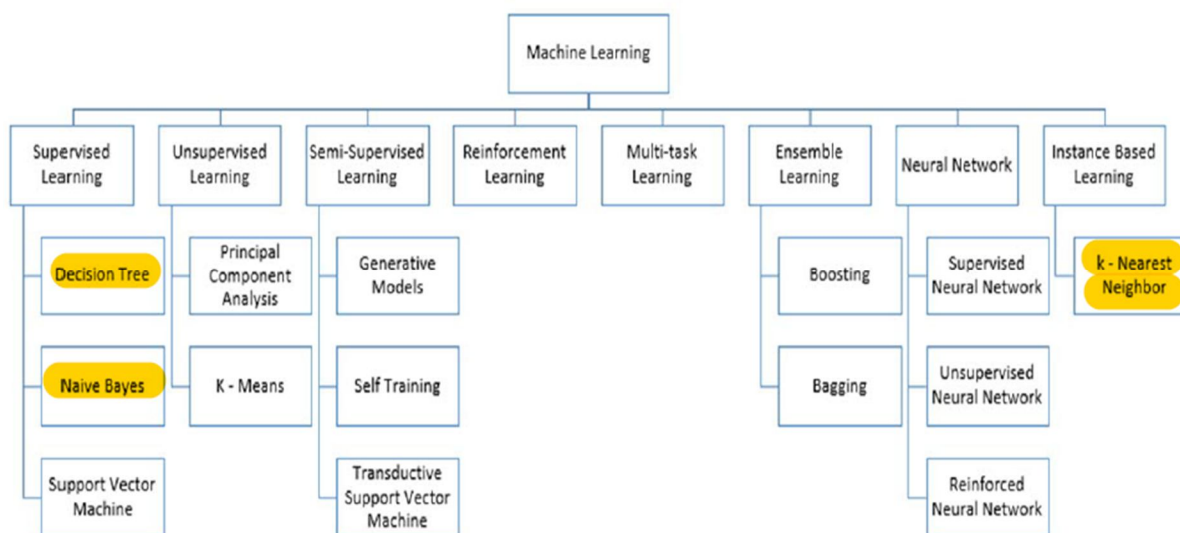 Machine Learning
Supervised
Learning
Unsupervised
Learning
Semi-Supervised
Learning
Reinforcement
Learning
Multi-task
Learning
Ensemble
Learning
Neural Network
Instance Based
Learning
Decision Tree
Principal
Component
Analysis
Generative
Models
Boosting
Supervised
Neural Network
k - Nearest
Neighbor
Naive Bayes
K - Means
Self Training
Bagging
Unsupervised
Neural Network
Support Vector
Machine
Transductive
Support Vector
Machine
Reinforced
Neural Network